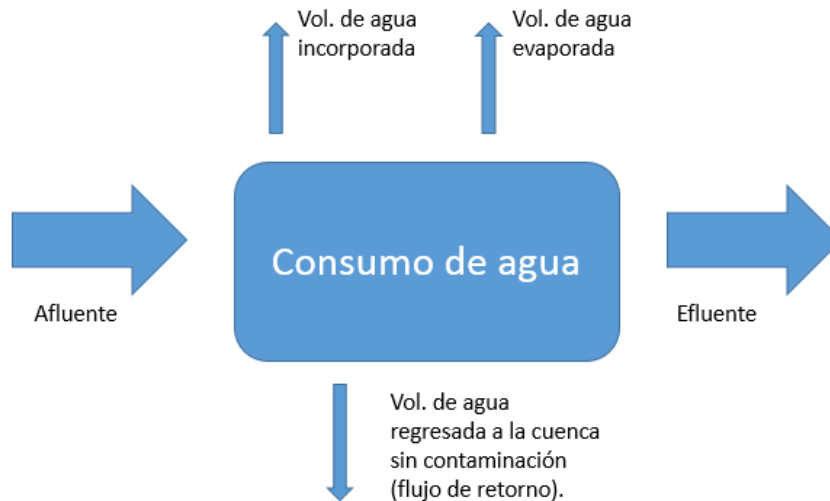 Vol. de agua
incorporada
Vol. de agua
evaporada
Consumo de agua
Afluente
Efluente
Vol. de agua
regresada a la cuenca
sin contaminación
(flujo de retorno).